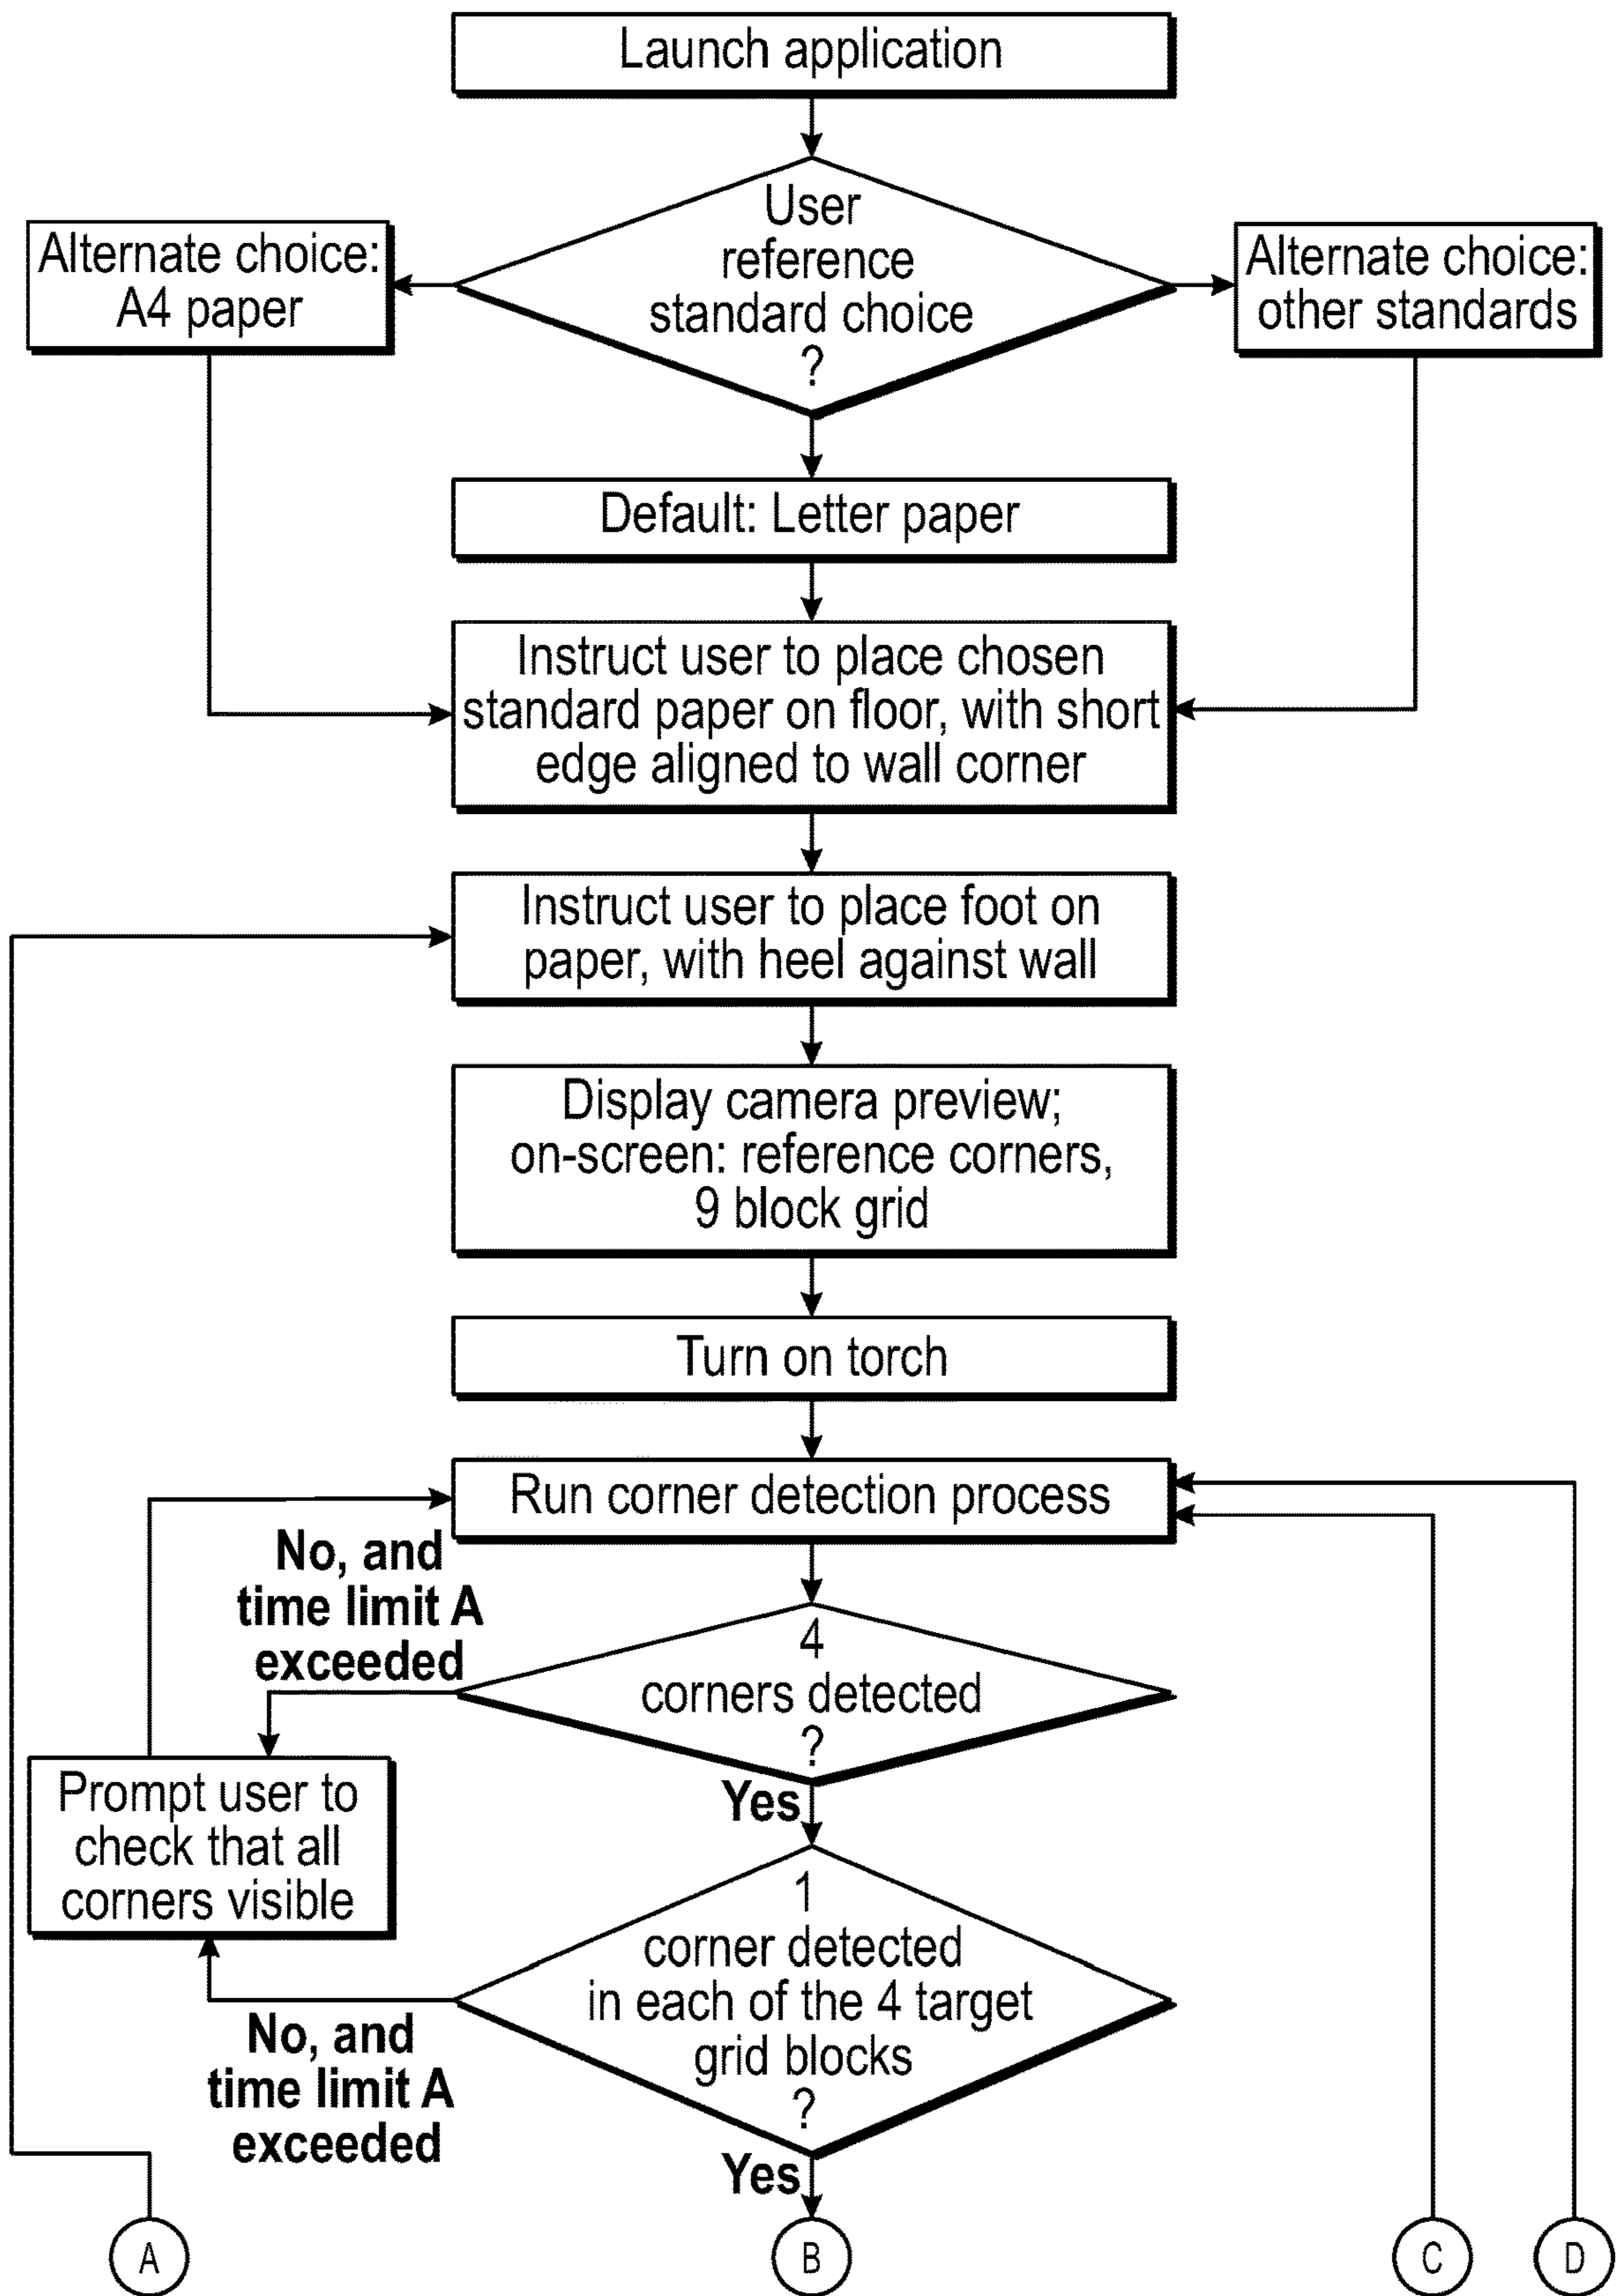 Launch application
User
reference
standard choice
?
Alternate choice:
A4 paper
Alternate choice:
other standards
Default: Letter paper
Instruct user to place chosen
standard paper on floor, with short
edge aligned to wall corner
Instruct user to place foot on
paper, with heel against wall
Display camera preview;
on-screen: reference corners,
9 block grid
Turn on torch
Run corner detection process
No, and
time limit A
exceeded
4
corners detected
?
Yes
Prompt user to
check that all
corners visible
1
corner detected
in each of the 4 target
grid blocks
?
No, and
time limit A
exceeded
Yes
A
B
C
D